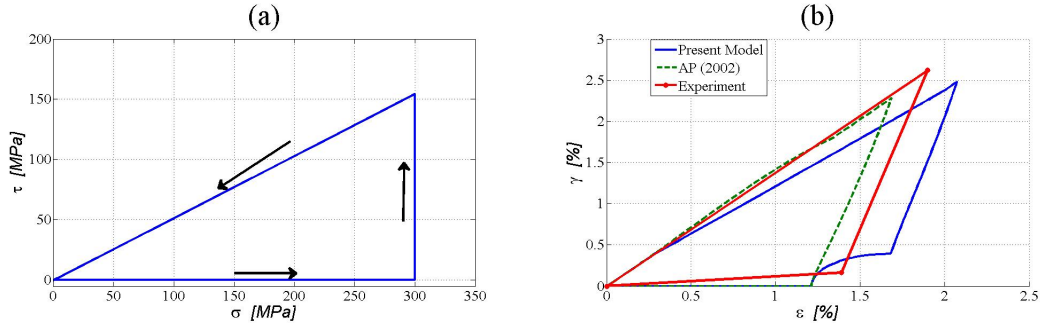 (a)
200
150
100
50
0
0 50 100 150 200 250 300 350
τ [MPa]
σ [MPa]
(b)
3
2.5
2
1.5
1
0.5
0
0 0.5 1 1.5 2 2.5
γ [%]
ε [%]
Present Model
AP (2002)
Experiment